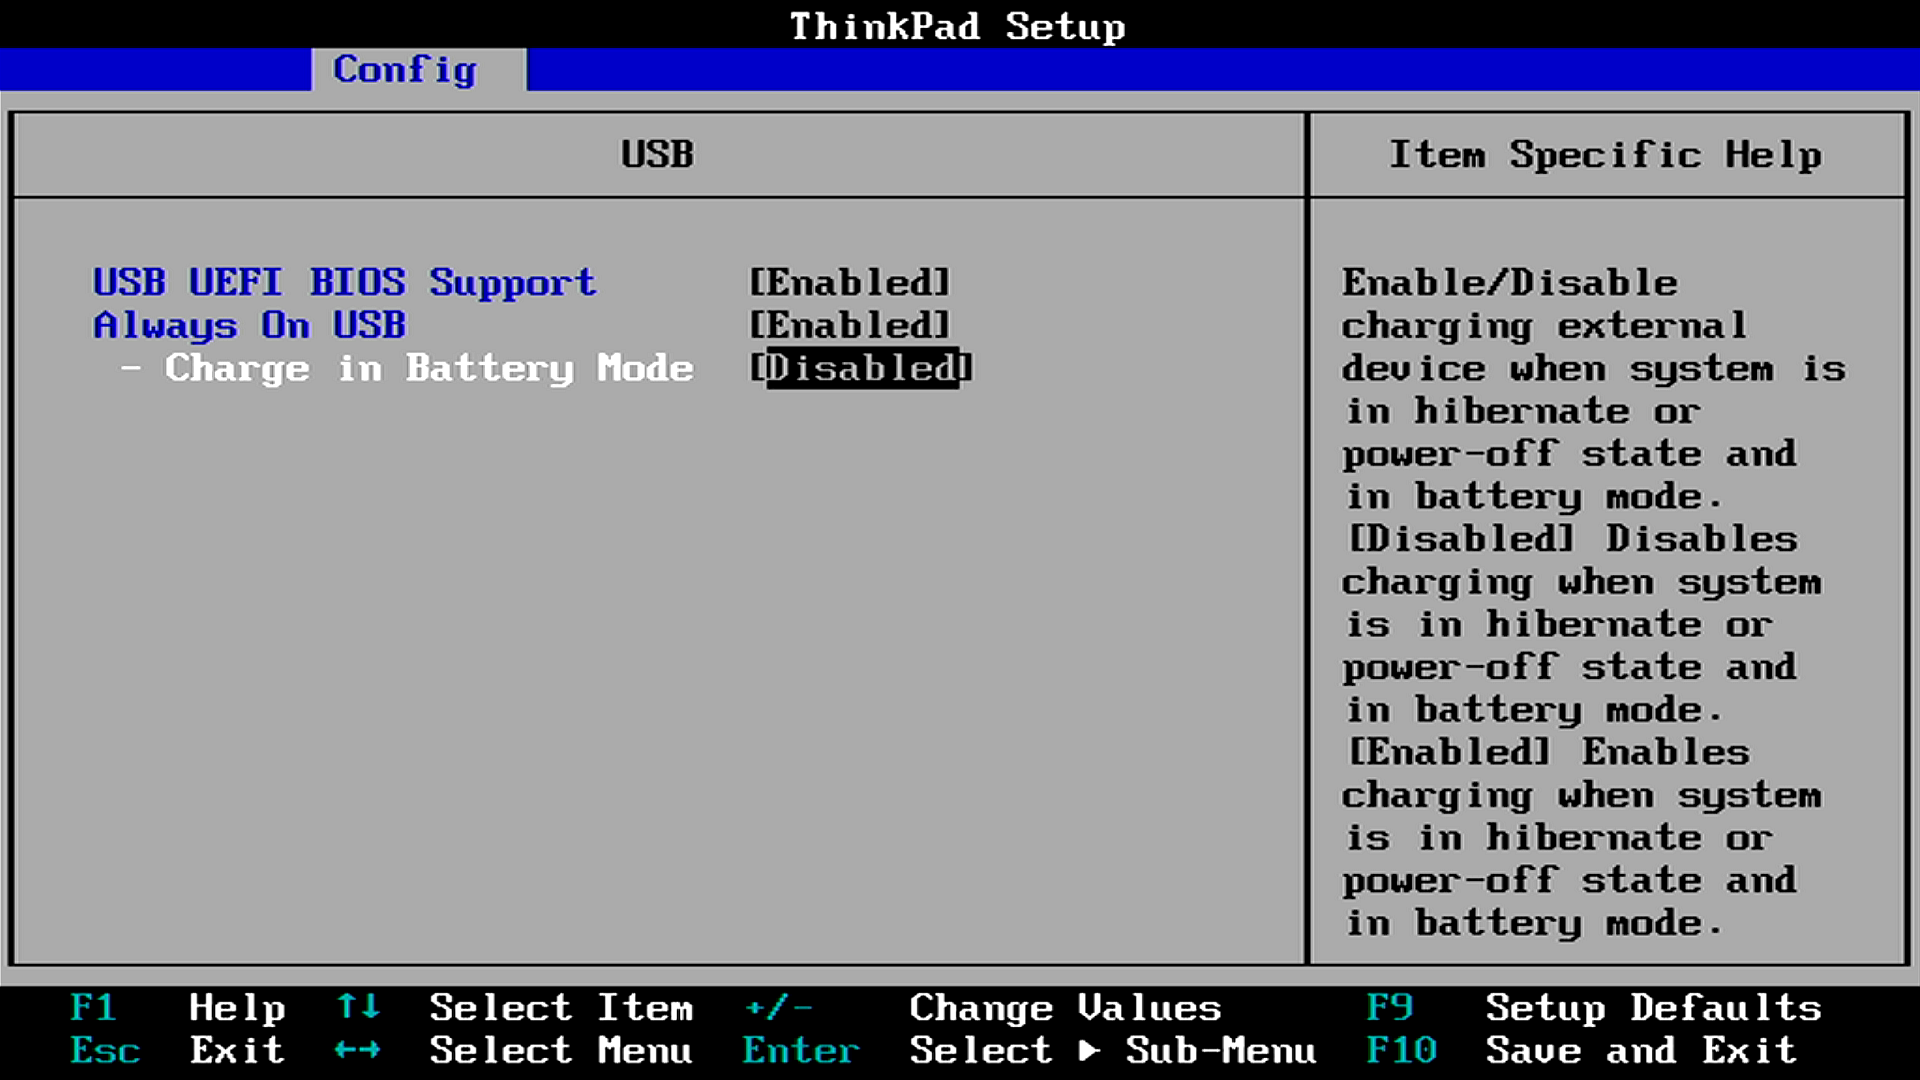 ThinkPad Setup
Config
USB
Item Specific Help
USB UEFI BIOS Support [Enabled]
Always On USB [Enabled]
- Charge in Battery Mode [Disabled]
Enable/Disable
charging external
device when system is
in hibernate or
power-off state and
in battery mode.
[Disabled] Disables
charging when system
is in hibernate or
power-off state and
in battery mode.
[Enabled] Enables
charging when system
is in hibernate or
power-off state and
in battery mode.
F1 Help ↑↓ Select Item +/- Change Values F9 Setup Defaults
Esc Exit ←→ Select Menu Enter Select ▶ Sub-Menu F10 Save and Exit